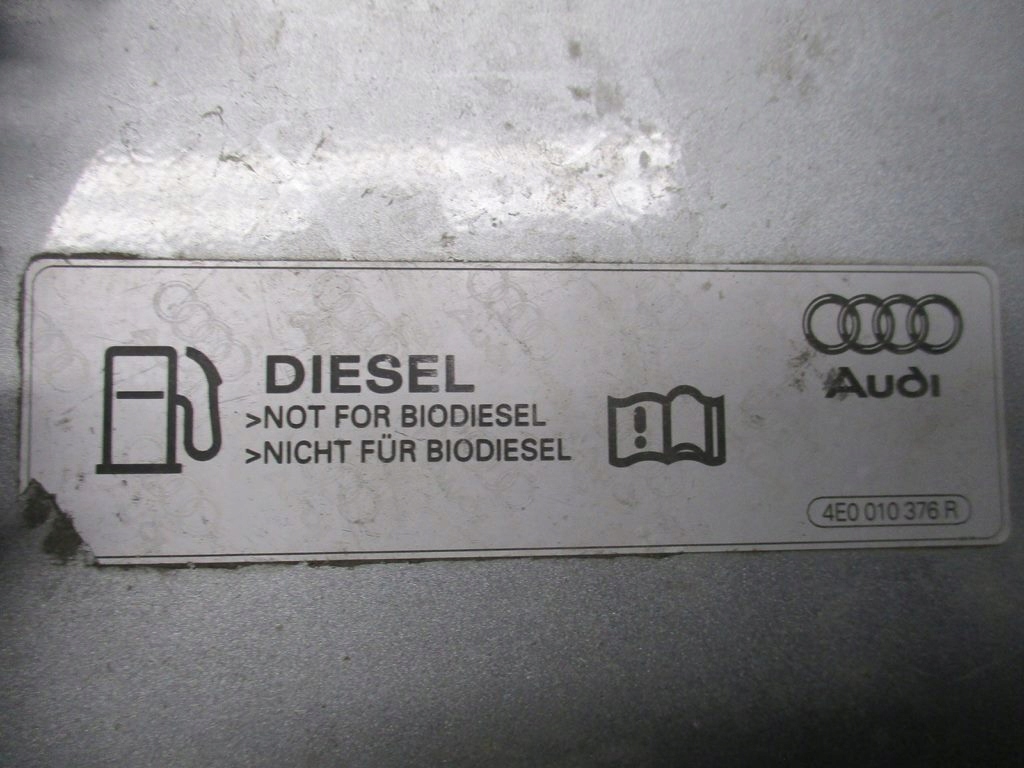 DIESEL
>NOT FOR BIODIESEL
>NICHT FÜR BIODIESEL
!
Audi
4E0 010 376 R